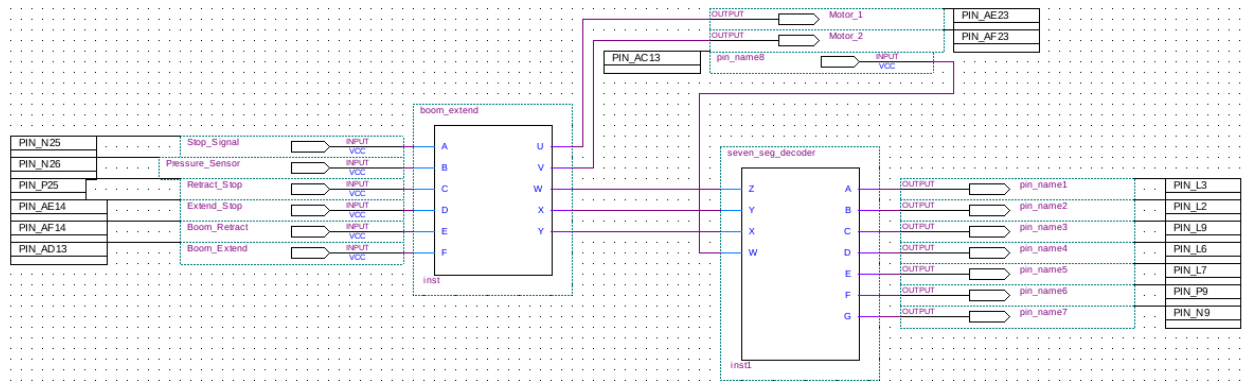 OUTPUT Motor_1 PIN_AE23
OUTPUT Motor_2 PIN_AF23
PIN_AC13 pin_name8 INPUT
VCC
boom_extend
PIN_N25 Stop_Signal INPUT
VCC
A U
PIN_N26 Pressure_Sensor INPUT
VCC
B V
PIN_P25 Retract_Stop INPUT
VCC
C W
PIN_AE14 Extend_Stop INPUT
VCC
D X
PIN_AF14 Boom_Retract INPUT
VCC
E Y
PIN_AD13 Boom_Extend INPUT
VCC
F
inst
seven_seg_decoder
Z A OUTPUT pin_name1 PIN_L3
Y B OUTPUT pin_name2 PIN_L2
X C OUTPUT pin_name3 PIN_L9
W D OUTPUT pin_name4 PIN_L6
E OUTPUT pin_name5 PIN_L7
F OUTPUT pin_name6 PIN_P9
G OUTPUT pin_name7 PIN_N9
inst1